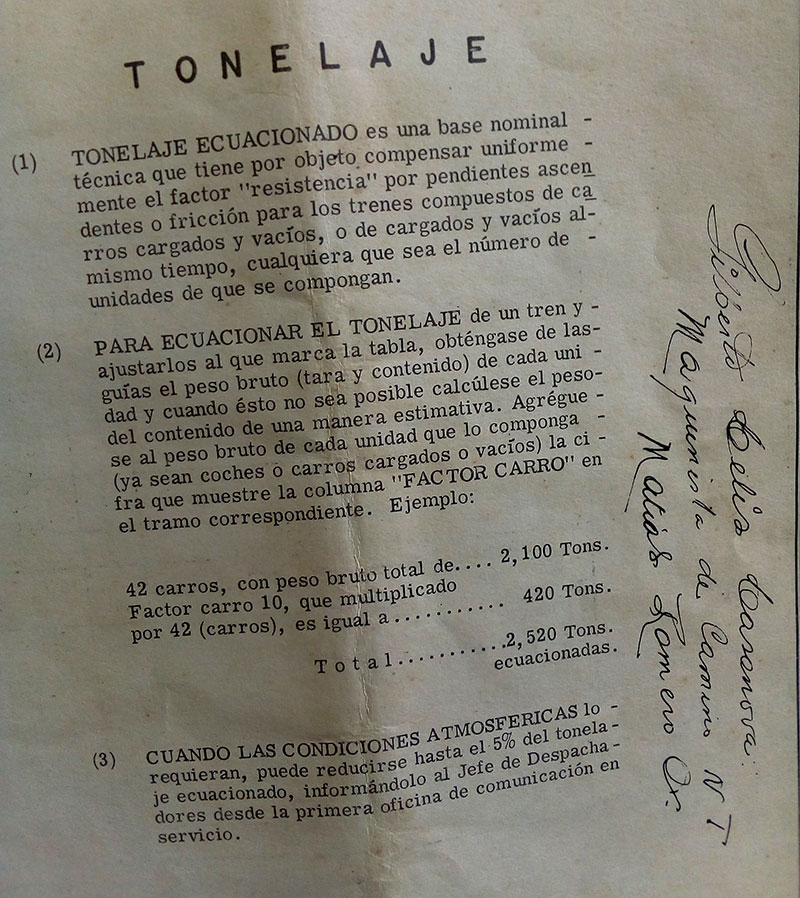 TONELAJE
(1) TONELAJE ECUACIONADO es una base nominal -
técnica que tiene por objeto compensar uniforme -
mente el factor "resistencia" por pendientes ascen
dentes o fricción para los trenes compuestos de ca
rros cargados y vacíos, o de cargados y vacíos al-
mismo tiempo, cualquiera que sea el número de -
unidades de que se compongan.
(2) PARA ECUACIONAR EL TONELAJE de un tren y -
ajustarlos al que marca la tabla, obténgase de las-
guías el peso bruto (tara y contenido) de cada uni -
dad y cuando ésto no sea posible calcúlese el peso-
del contenido de una manera estimativa. Agrégue -
se al peso bruto de cada unidad que lo componga -
(ya sean coches o carros cargados o vacíos) la ci -
fra que muestre la columna "FACTOR CARRO" en
el tramo correspondiente. Ejemplo:
42 carros, con peso bruto total de.... 2,100 Tons.
Factor carro 10, que multiplicado
por 42 (carros), es igual a........... 420 Tons.
Total...........2,520 Tons.
ecuacionadas.
(3) CUANDO LAS CONDICIONES ATMOSFERICAS lo -
requieran, puede reducirse hasta el 5% del tonela -
je ecuacionado, informándolo al Jefe de Despacha -
dores desde la primera oficina de comunicación en
servicio.
Gilberto Celis Casanova.
Maquinista de Camino N T
Matías Romero Or.